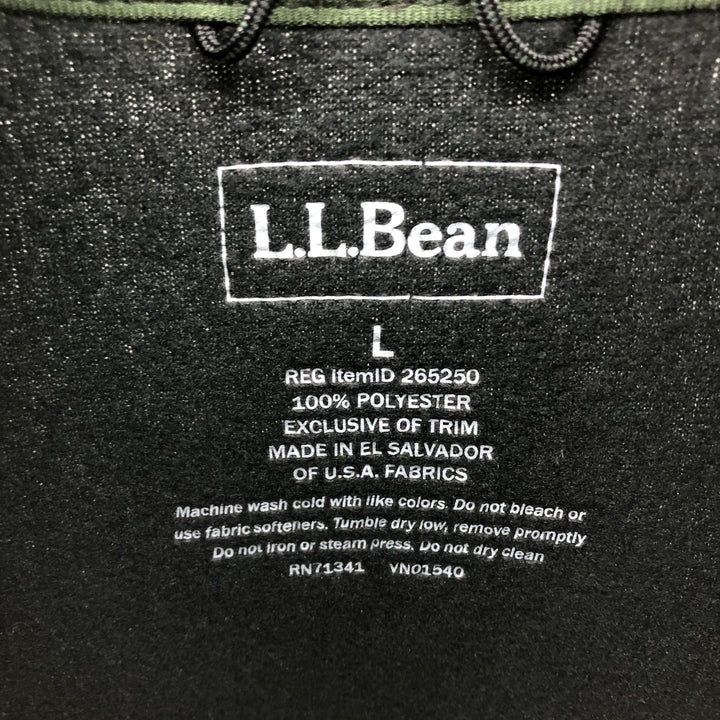 L.L.Bean
L
REG ItemID 265250
100% POLYESTER
EXCLUSIVE OF TRIM
MADE IN EL SALVADOR
OF U.S.A. FABRICS
Machine wash cold with like colors. Do not bleach or
use fabric softeners. Tumble dry low, remove promptly
Do not iron or steam press. Do not dry clean
RN71341 VN01540